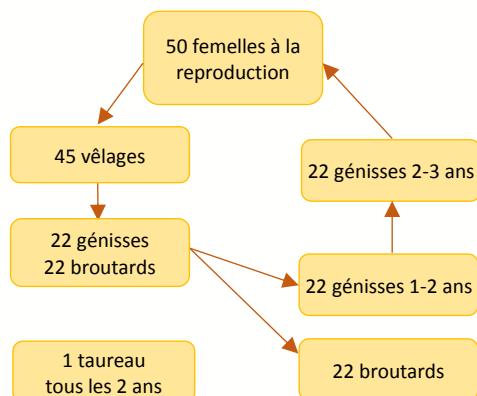 50 femelles à la
reproduction
45 vêlages
22 génisses 2-3 ans
22 génisses
22 broutards
22 génisses 1-2 ans
1 taureau
tous les 2 ans
22 broutards